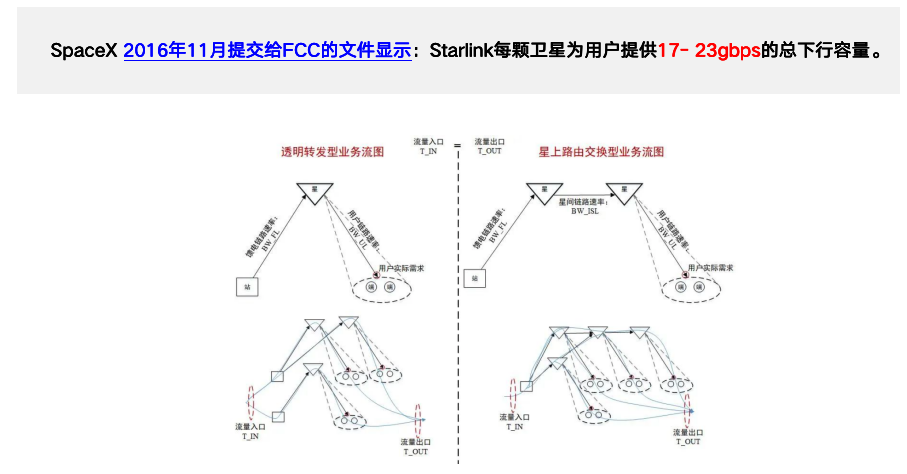 SpaceX 2016年11月提交给FCC的文件显示：Starlink每颗卫星为用户提供17- 23gbps的总下行容量。
透明转发型业务流图
流量入口
T_IN
=
流量出口
T_OUT
星上路由交换型业务流图
星
馈电链路速率：
BW_FL
用户链路速率：
BW_UL
用户实际需求
站
端
端
星
星
星间链路速率：
BW_ISL
馈电链路速率：
BW_FL
用户链路速率：
BW_UL
用户实际需求
站
端
端
流量入口
T_IN
流量出口
T_OUT
流量入口
T_IN
流量出口
T_OUT